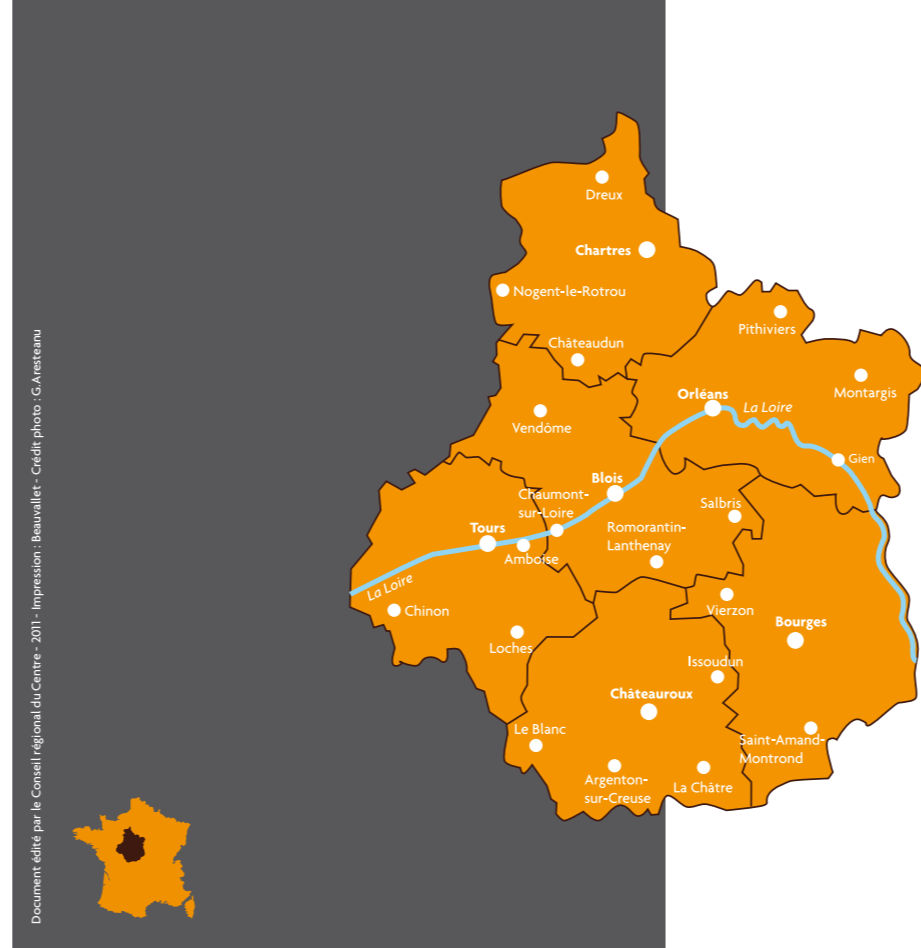 Dreux
Chartres
Nogent-le-Rotrou
Pithiviers
Châteaudun
Montargis
Orléans
La Loire
Vendôme
Gien
Blois
Chaumont-
sur-Loire
Salbris
Tours
Romorantin-
Lanthenay
Amboise
La Loire
Chinon
Vierzon
Bourges
Loches
Issoudun
Châteauroux
Le Blanc
Saint-Amand-
Montrond
Argenton-
sur-Creuse
La Châtre
Document édité par le Conseil régional du Centre - 2011 - Impression : Beauvallet - Crédit photo : G.Aresteanu